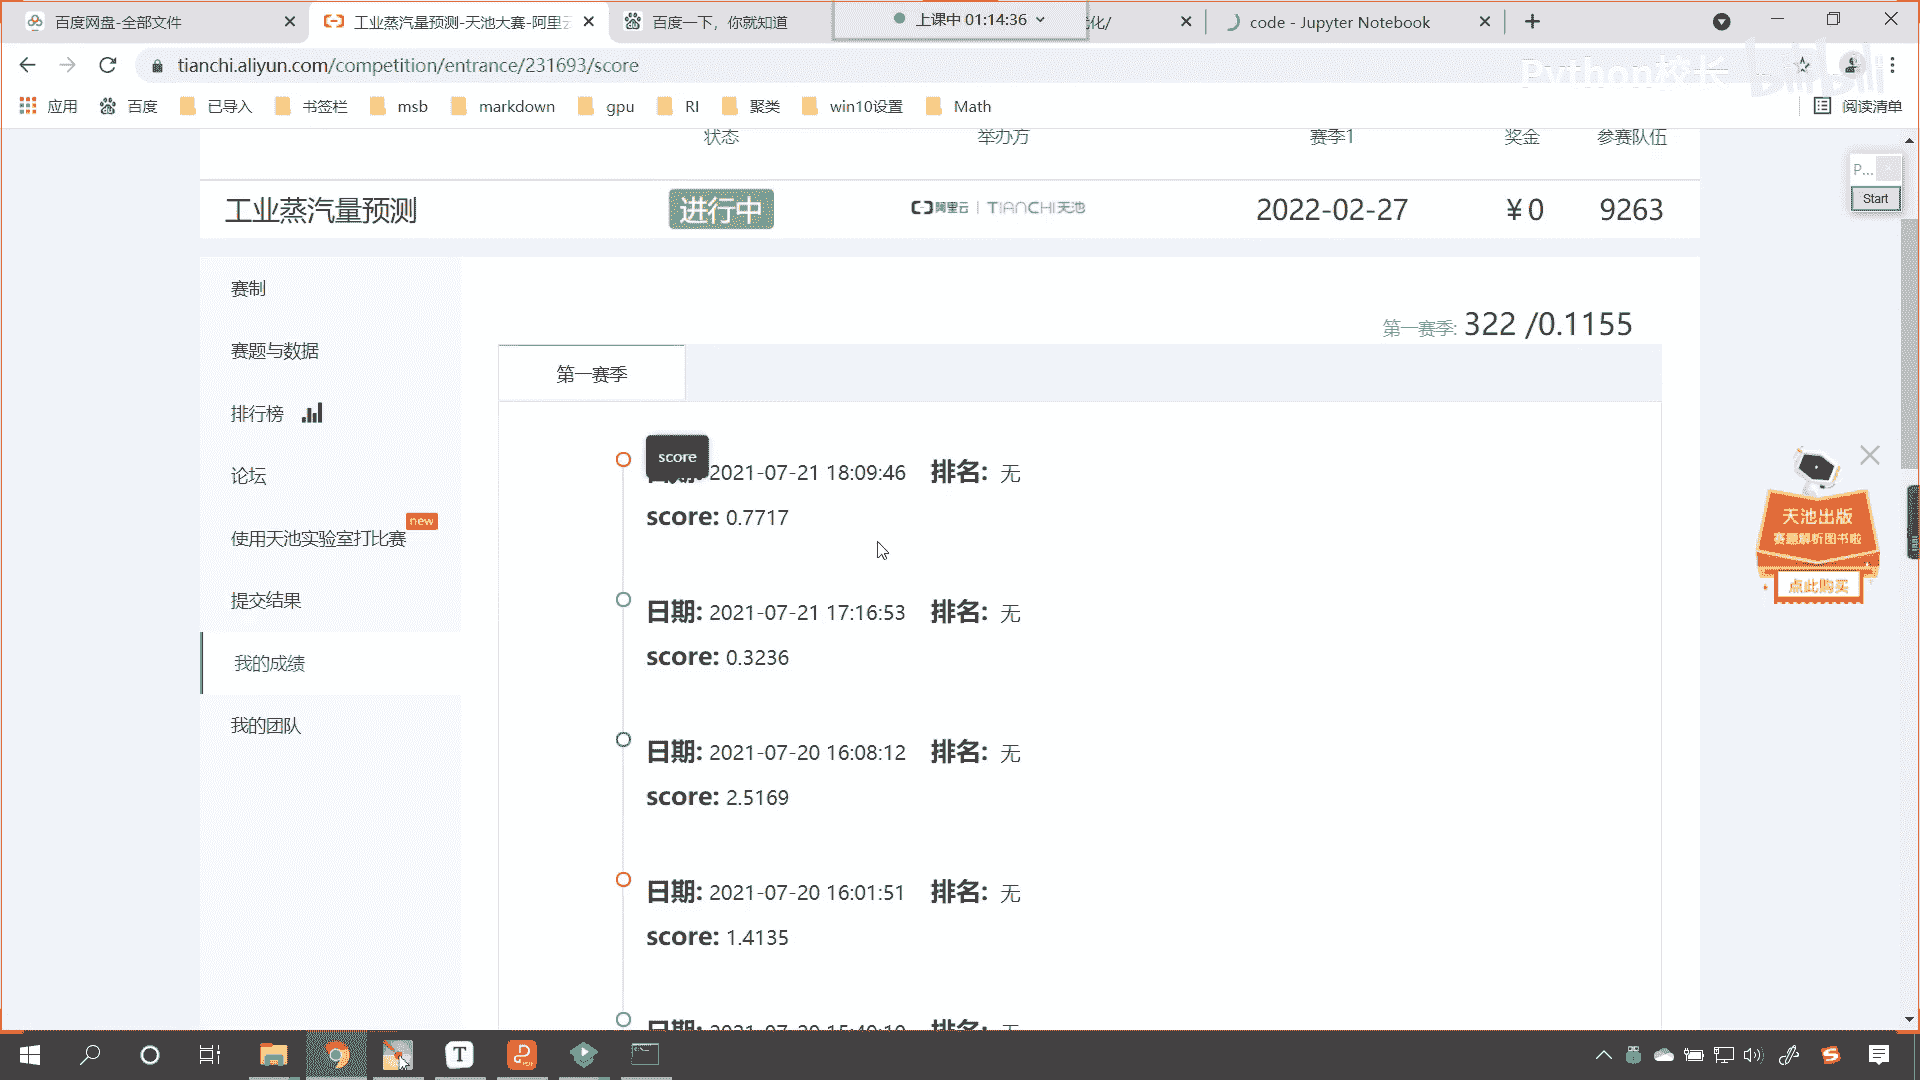 百度网盘-全部文件
工业蒸汽量预测-天池大赛-阿里云
百度一下，你就知道
上课中 01:14:36
化/
code - Jupyter Notebook
tianchi.aliyun.com/competition/entrance/231693/score
Python校长
bilibili
应用
百度
已导入
书签栏
msb
markdown
gpu
RI
聚类
win10设置
Math
阅读清单
状态
举办方
赛季1
奖金
参赛队伍
P...
Start
工业蒸汽量预测
进行中
阿里云 | TIANCHI天池
2022-02-27
¥0
9263
赛制
赛题与数据
排行榜
论坛
new
使用天池实验室打比赛
提交结果
我的成绩
我的团队
第一赛季: 322 /0.1155
第一赛季
score
2021-07-21 18:09:46 排名: 无
score: 0.7717
日期: 2021-07-21 17:16:53 排名: 无
score: 0.3236
日期: 2021-07-20 16:08:12 排名: 无
score: 2.5169
日期: 2021-07-20 16:01:51 排名: 无
score: 1.4135
天池出版
赛题解析图书啦
点此购买